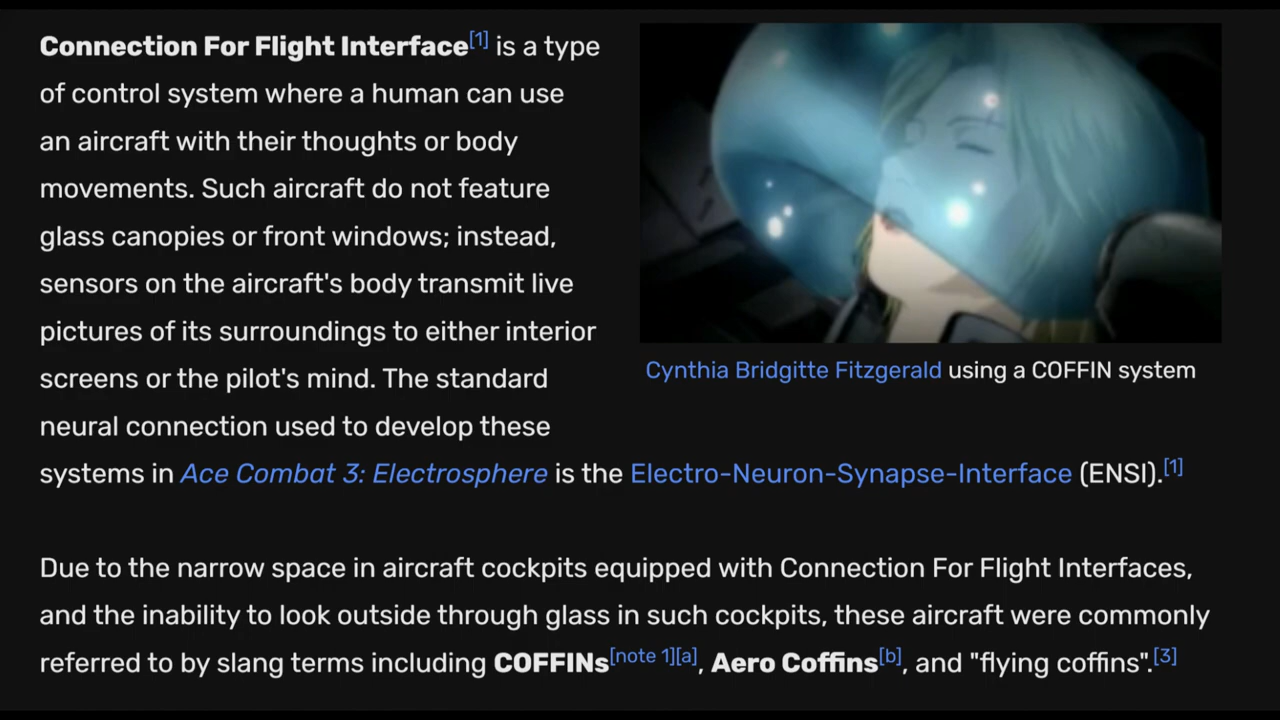 Connection For Flight Interface[1] is a type
of control system where a human can use
an aircraft with their thoughts or body
movements. Such aircraft do not feature
glass canopies or front windows; instead,
sensors on the aircraft's body transmit live
pictures of its surroundings to either interior
screens or the pilot's mind. The standard
neural connection used to develop these
systems in Ace Combat 3: Electrosphere is the Electro-Neuron-Synapse-Interface (ENSI).[1]
Cynthia Bridgitte Fitzgerald using a COFFIN system
Due to the narrow space in aircraft cockpits equipped with Connection For Flight Interfaces,
and the inability to look outside through glass in such cockpits, these aircraft were commonly
referred to by slang terms including COFFINs[note 1][a], Aero Coffins[b], and "flying coffins".[3]